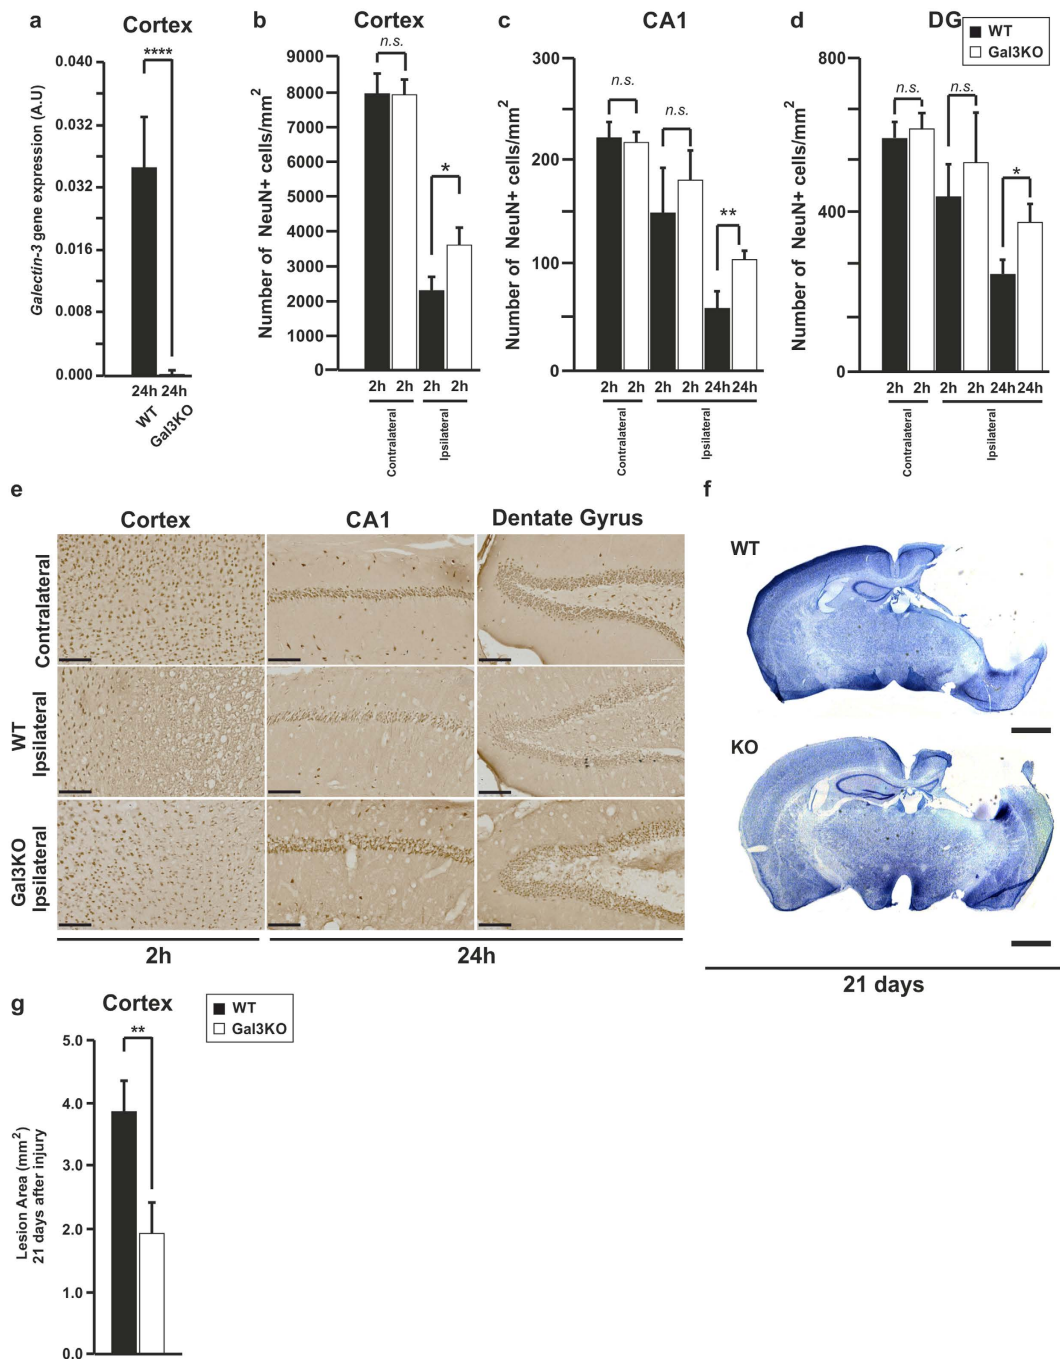 a
Cortex
Galectin-3 gene expression (A.U)
0.040
0.032
0.032
0.016
0.008
0.000
****
24h 24h
WT
Gal3KO
b
Cortex
Number of NeuN+ cells/mm2
9000
8000
7000
6000
5000
4000
3000
2000
1000
0
n.s.
*
2h 2h 2h 2h
Contralateral
Ipsilateral
c
CA1
Number of NeuN+ cells/mm2
300
200
100
0
n.s.
n.s.
**
2h 2h 2h 2h 24h 24h
Contralateral
Ipsilateral
d
DG
WT
Gal3KO
Number of NeuN+ cells/mm2
800
400
0
n.s.
n.s.
*
2h 2h 2h 2h 24h 24h
Contralateral
Ipsilateral
e
Cortex
CA1
Dentate Gyrus
Contralateral
WT
Ipsilateral
Gal3KO
Ipsilateral
2h
24h
f
WT
KO
21 days
g
Cortex
WT
Gal3KO
Lesion Area (mm2)
21 days after injury
5.0
4.0
3.0
2.0
1.0
0.0
**